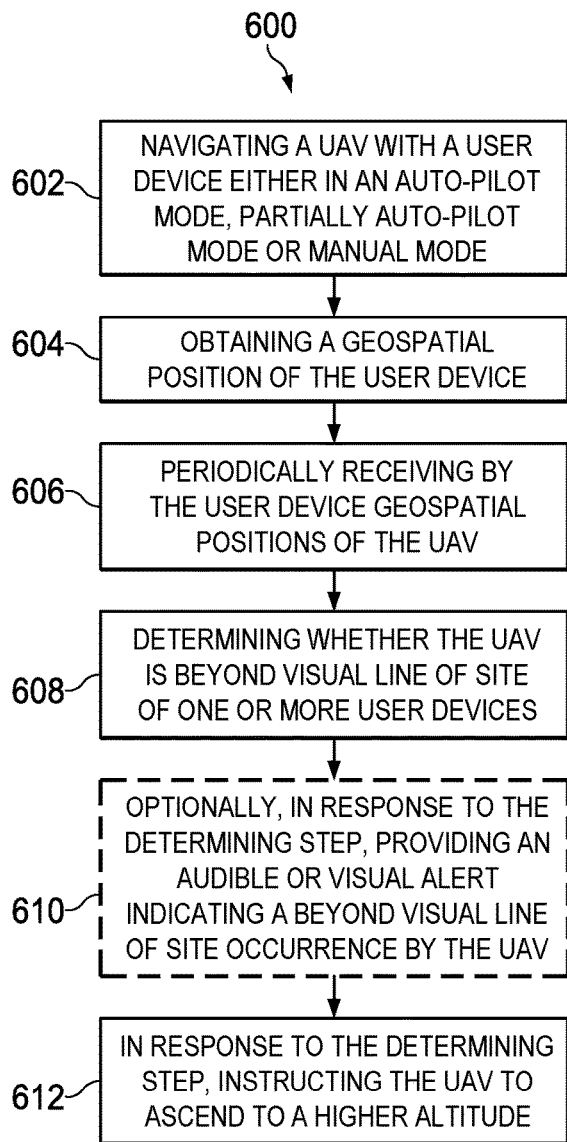 600
602
NAVIGATING A UAV WITH A USER
DEVICE EITHER IN AN AUTO-PILOT
MODE, PARTIALLY AUTO-PILOT
MODE OR MANUAL MODE
604
OBTAINING A GEOSPATIAL
POSITION OF THE USER DEVICE
606
PERIODICALLY RECEIVING BY
THE USER DEVICE GEOSPATIAL
POSITIONS OF THE UAV
608
DETERMINING WHETHER THE UAV
IS BEYOND VISUAL LINE OF SITE
OF ONE OR MORE USER DEVICES
610
OPTIONALLY, IN RESPONSE TO THE
DETERMINING STEP, PROVIDING AN
AUDIBLE OR VISUAL ALERT
INDICATING A BEYOND VISUAL LINE
OF SITE OCCURRENCE BY THE UAV
612
IN RESPONSE TO THE DETERMINING
STEP, INSTRUCTING THE UAV TO
ASCEND TO A HIGHER ALTITUDE